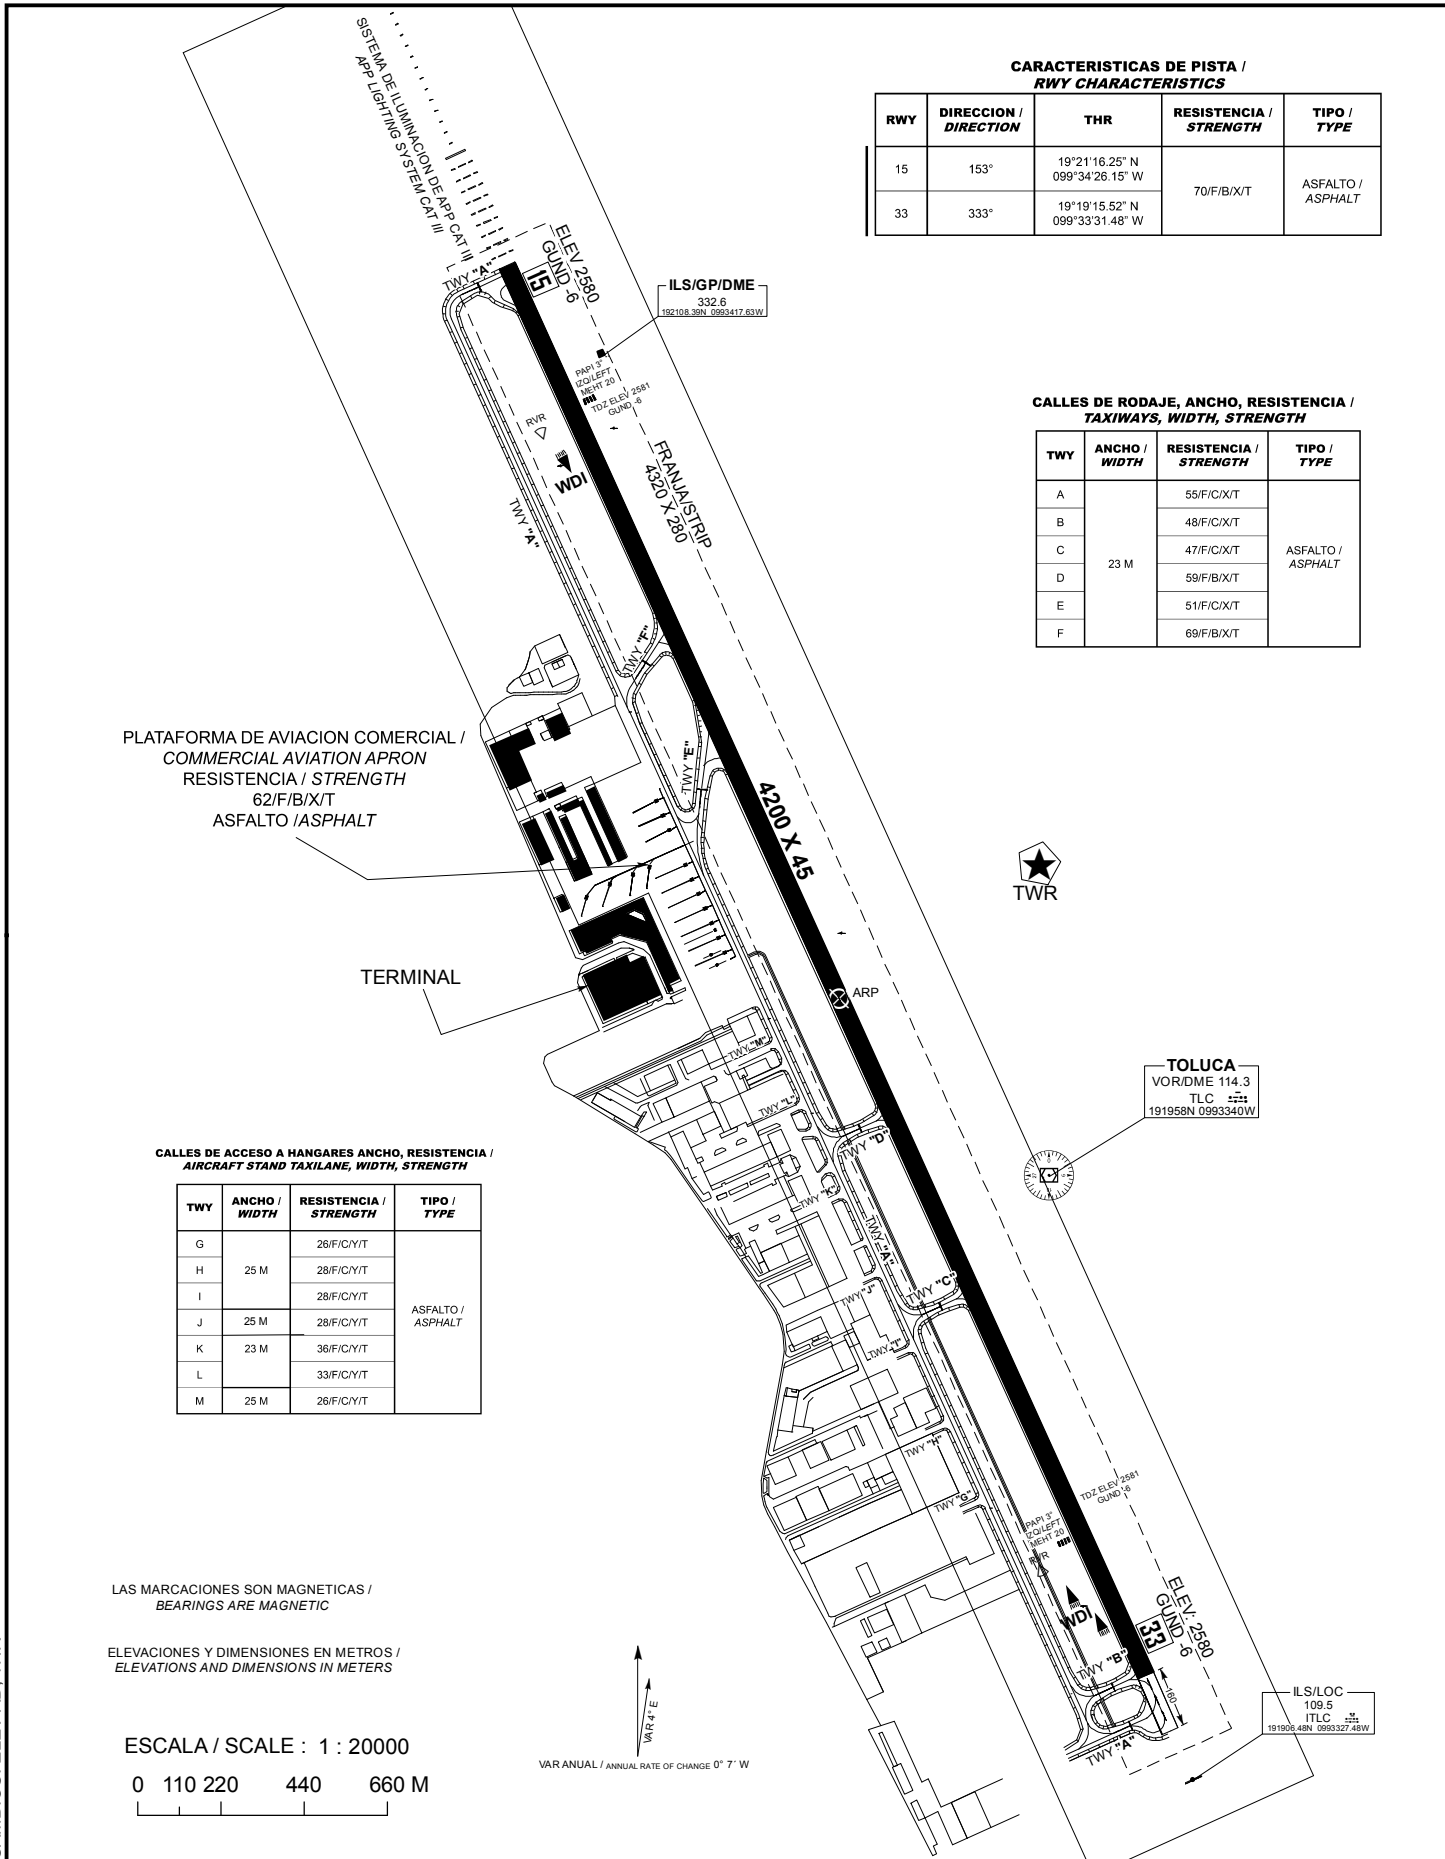 SISTEMA DE ILUMINACION DE APP CAT III
APP LIGHTING SYSTEM CAT III
CARACTERISTICAS DE PISTA /
RWY CHARACTERISTICS
RWY
DIRECCION /
DIRECTION
THR
RESISTENCIA /
STRENGTH
TIPO /
TYPE
15
153°
19°21'16.25" N
099°34'26.15" W
70/F/B/X/T
ASFALTO /
ASPHALT
33
333°
19°19'15.52" N
099°33'31.48" W
TWY "A"
15
ELEV 2580
GUND -6
ILS/GP/DME
332.6
192108.39N 0993417.63W
PAPI 3°
IZQ/LEFT
MEHT 20
TDZ ELEV 2581
GUND -6
RVR
WDI
TWY "A"
FRANJA/STRIP
4320 X 280
CALLES DE RODAJE, ANCHO, RESISTENCIA /
TAXIWAYS, WIDTH, STRENGTH
TWY
ANCHO /
WIDTH
RESISTENCIA /
STRENGTH
TIPO /
TYPE
A
55/F/C/X/T
B
48/F/C/X/T
C
47/F/C/X/T
23 M
ASFALTO /
ASPHALT
D
59/F/B/X/T
E
51/F/C/X/T
F
69/F/B/X/T
TWY "F"
PLATAFORMA DE AVIACION COMERCIAL /
COMMERCIAL AVIATION APRON
RESISTENCIA / STRENGTH
62/F/B/X/T
ASFALTO /ASPHALT
TWY "E"
4200 X 45
TWR
TERMINAL
ARP
TWY "M"
TOLUCA
VOR/DME 114.3
TLC
191958N 0993340W
TWY "L"
TWY "D"
TWY "K"
TWY "A"
TWY "C"
TWY "J"
TWY "I"
CALLES DE ACCESO A HANGARES ANCHO, RESISTENCIA /
AIRCRAFT STAND TAXILANE, WIDTH, STRENGTH
TWY
ANCHO /
WIDTH
RESISTENCIA /
STRENGTH
TIPO /
TYPE
G
26/F/C/Y/T
H
25 M
28/F/C/Y/T
I
28/F/C/Y/T
ASFALTO /
ASPHALT
J
25 M
28/F/C/Y/T
K
23 M
36/F/C/Y/T
L
33/F/C/Y/T
M
25 M
26/F/C/Y/T
TWY "H"
TWY "G"
TDZ ELEV 2581
GUND -6
PAPI 3°
IZQ/LEFT
MEHT 20
RVR
WDI
33
ELEV: 2580
GUND -6
TWY "B"
160
TWY "A"
ILS/LOC
109.5
ITLC
191906.48N 0993327.48W
LAS MARCACIONES SON MAGNETICAS /
BEARINGS ARE MAGNETIC
ELEVACIONES Y DIMENSIONES EN METROS /
ELEVATIONS AND DIMENSIONS IN METERS
ESCALA / SCALE : 1 : 20000
0 110 220 440 660 M
VAR 4° E
VAR ANUAL / ANNUAL RATE OF CHANGE 0° 7' W